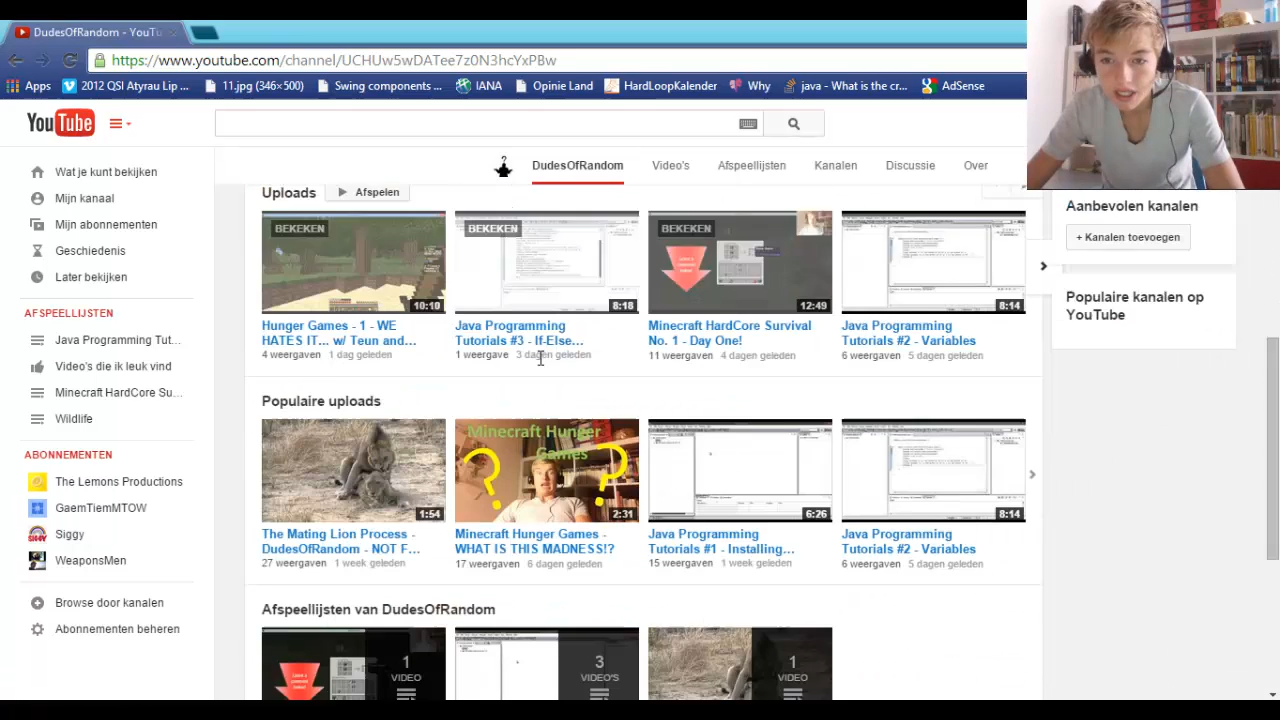 DudesOfRandom - YouTu
https://www.youtube.com/channel/UCHUw5wDATee7z0N3hcYxPBw
Apps 2012 QSI Atyrau Lip ... 11.jpg (346×500) Swing components... IANA Opinie Land HardLoopKalender Why java - What is the cr... AdSense
YouTube
DudesOfRandom Video's Afspeellijsten Kanalen Discussie Over
Wat je kunt bekijken
Mijn kanaal
Mijn abonnementen
Geschiedenis
Later bekijken
AFSPEELLIJSTEN
Java Programming Tut...
Video's die ik leuk vind
Minecraft HardCore Su...
Wildlife
ABONNEMENTEN
The Lemons Productions
GaemTiemMTOW
Siggy
WeaponsMen
Browse door kanalen
Abonnementen beheren
Uploads Afspelen
BEKEKEN
10:10
Hunger Games - 1 - WE
HATES IT... w/ Teun and...
4 weergaven 1 dag geleden
BEKEKEN
8:18
Java Programming
Tutorials #3 - If-Else...
1 weergave 3 dagen geleden
BEKEKEN
12:49
Minecraft HardCore Survival
No. 1 - Day One!
11 weergaven 4 dagen geleden
8:14
Java Programming
Tutorials #2 - Variables
6 weergaven 5 dagen geleden
Populaire uploads
1:54
The Mating Lion Process -
DudesOfRandom - NOT F...
27 weergaven 1 week geleden
Minecraft Hunger
Games
? ?
2:31
Minecraft Hunger Games -
WHAT IS THIS MADNESS!?
17 weergaven 6 dagen geleden
6:26
Java Programming
Tutorials #1 - Installing...
15 weergaven 1 week geleden
8:14
Java Programming
Tutorials #2 - Variables
6 weergaven 5 dagen geleden
Afspeellijsten van DudesOfRandom
1
VIDEO
3
VIDEO'S
1
VIDEO
Aanbevolen kanalen
+ Kanalen toevoegen
Populaire kanalen op
YouTube